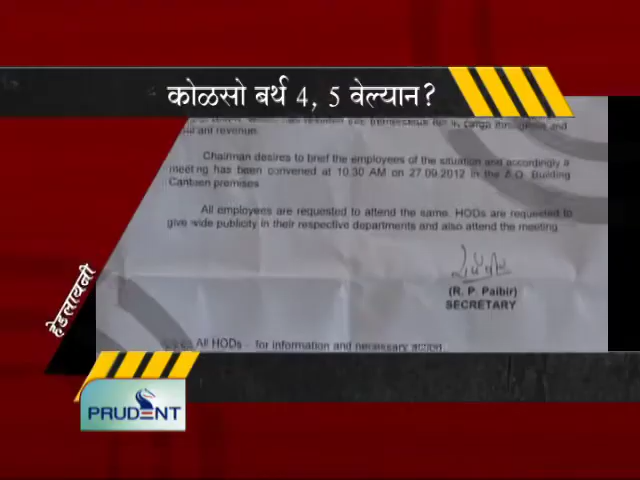 कोळसो बर्थ 4, 5 वेल्यान?
and
revenue.
Chairman desires to brief the employees of the situation and accordingly a
meeting has been convened at 10.30 AM on 27.09.2012 in the A.O. Building
Canteen premises
All employees are requested to attend the same. HODs are requested to
give wide publicity in their respective departments and also attend the meeting.
(R. P. Paibir)
SECRETARY
All HODs - for information and necessary action
हेडलायनी
PRUDENT